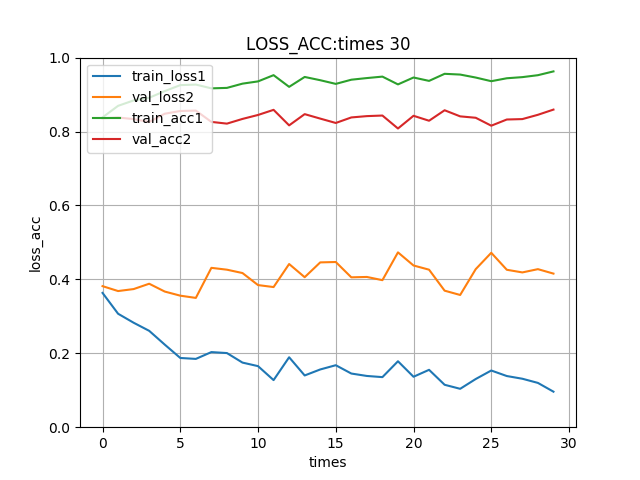 LOSS_ACC:times 30
1.0
0.8
0.6
0.4
0.2
0.0
loss_acc
train_loss1
val_loss2
train_acc1
val_acc2
0 5 10 15 20 25 30
times